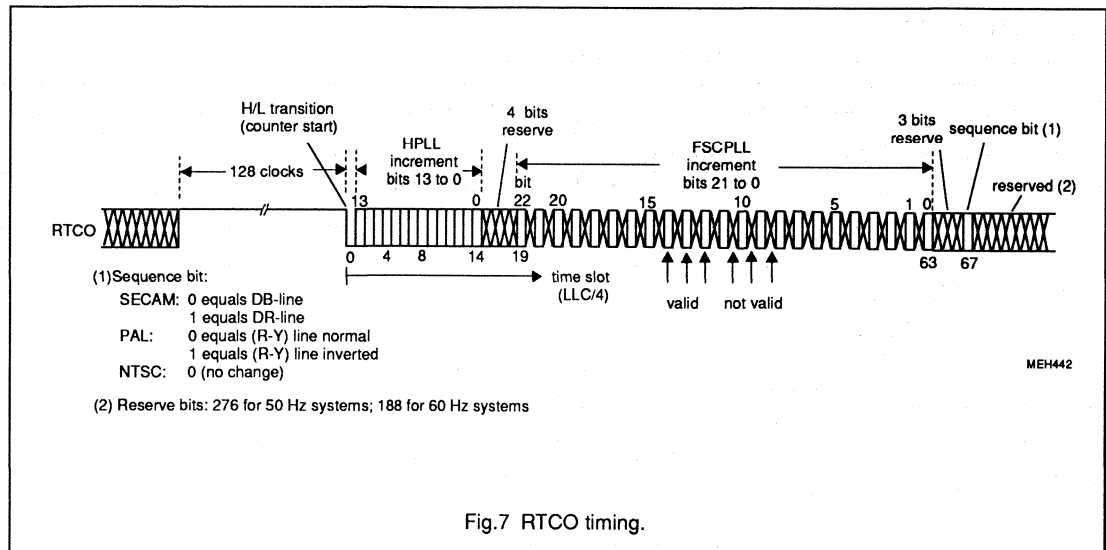 H/L transition
(counter start)
4 bits
reserve
HPLL
increment
bits 13 to 0
FSCPLL
increment
bits 21 to 0
3 bits
reserve
sequence bit (1)
reserved (2)
128 clocks
bit
13 0 22 20 15 10 5 1 0
RTCO
0 4 8 14 19 63 67
time slot
(LLC/4)
valid not valid
(1)Sequence bit:
SECAM: 0 equals DB-line
1 equals DR-line
PAL: 0 equals (R-Y) line normal
1 equals (R-Y) line inverted
NTSC: 0 (no change)
MEH442
(2) Reserve bits: 276 for 50 Hz systems; 188 for 60 Hz systems
Fig.7 RTCO timing.